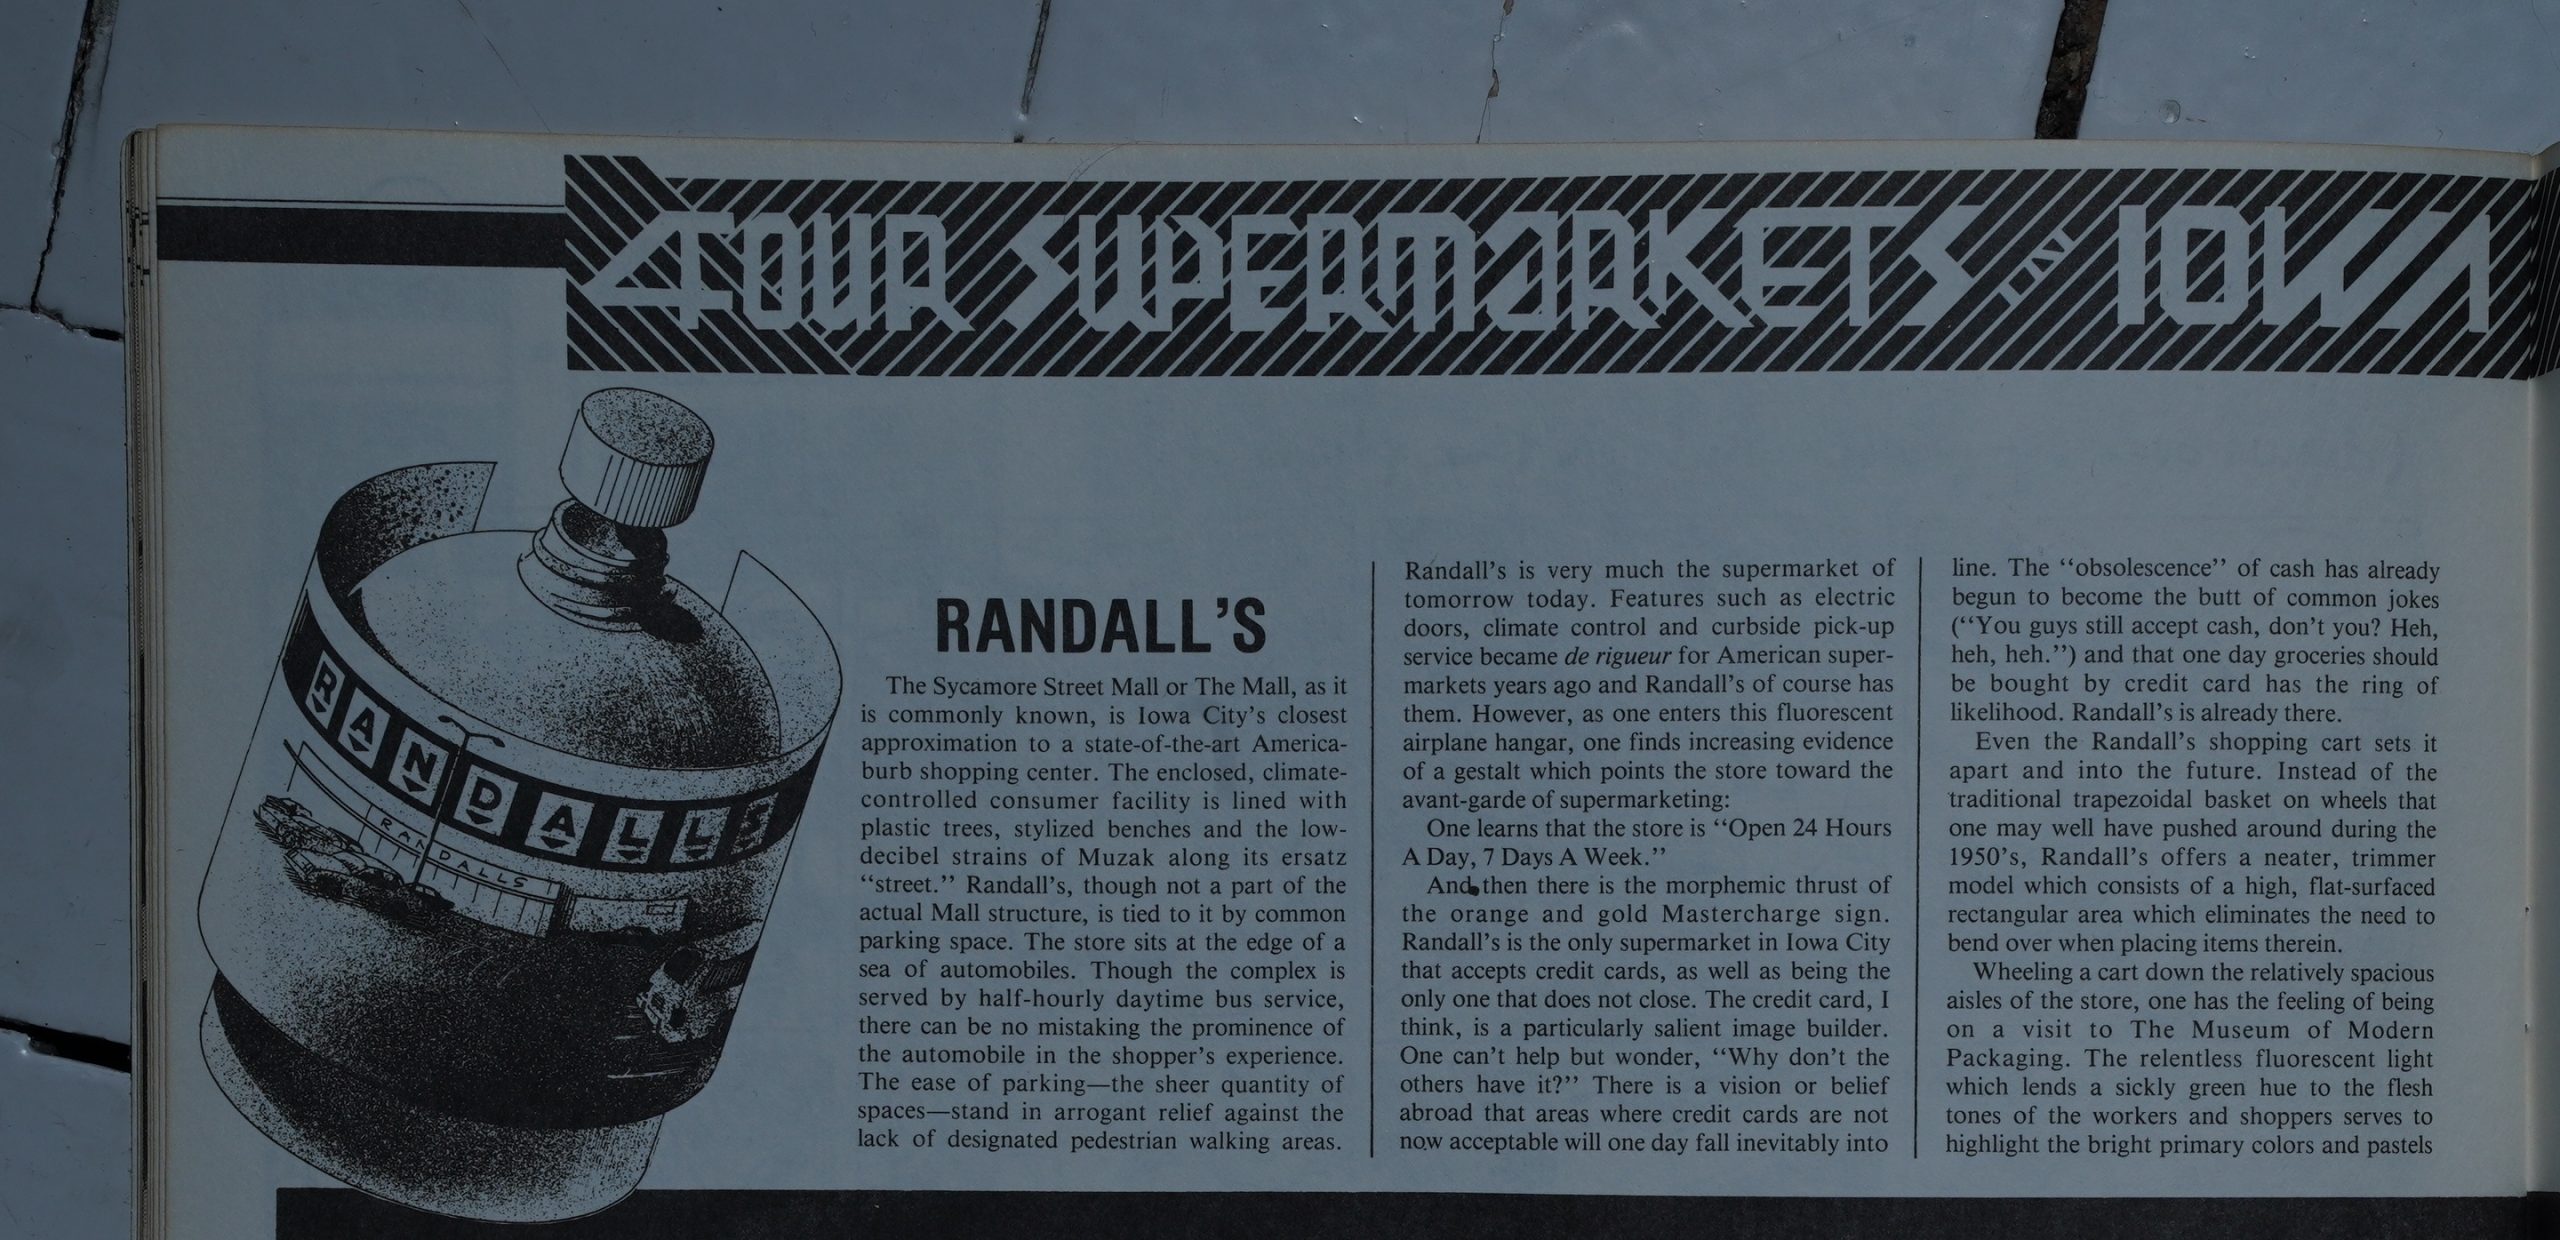 FOUR SUPERMARKETS IN IOWA
RANDALLS
RANDALLS
RANDALL'S
The Sycamore Street Mall or The Mall, as it
is commonly known, is Iowa City's closest
approximation to a state-of-the-art America-
burb shopping center. The enclosed, climate-
controlled consumer facility is lined with
plastic trees, stylized benches and the low-
decibel strains of Muzak along its ersatz
“street.” Randall's, though not a part of the
actual Mall structure, is tied to it by common
parking space. The store sits at the edge of a
sea of automobiles. Though the complex is
served by half-hourly daytime bus service,
there can be no mistaking the prominence of
the automobile in the shopper's experience.
The ease of parking—the sheer quantity of
spaces—stand in arrogant relief against the
lack of designated pedestrian walking areas.
Randall's is very much the supermarket of
tomorrow today. Features such as electric
doors, climate control and curbside pick-up
service became de rigueur for American super-
markets years ago and Randall's of course has
them. However, as one enters this fluorescent
airplane hangar, one finds increasing evidence
of a gestalt which points the store toward the
avant-garde of supermarketing:
One learns that the store is “Open 24 Hours
A Day, 7 Days A Week.”
And then there is the morphemic thrust of
the orange and gold Mastercharge sign.
Randall's is the only supermarket in Iowa City
that accepts credit cards, as well as being the
only one that does not close. The credit card, I
think, is a particularly salient image builder.
One can't help but wonder, “Why don't the
others have it?” There is a vision or belief
abroad that areas where credit cards are not
now acceptable will one day fall inevitably into
line. The “obsolescence” of cash has already
begun to become the butt of common jokes
(“You guys still accept cash, don't you? Heh,
heh, heh.”) and that one day groceries should
be bought by credit card has the ring of
likelihood. Randall's is already there.
Even the Randall's shopping cart sets it
apart and into the future. Instead of the
traditional trapezoidal basket on wheels that
one may well have pushed around during the
1950's, Randall's offers a neater, trimmer
model which consists of a high, flat-surfaced
rectangular area which eliminates the need to
bend over when placing items therein.
Wheeling a cart down the relatively spacious
aisles of the store, one has the feeling of being
on a visit to The Museum of Modern
Packaging. The relentless fluorescent light
which lends a sickly green hue to the flesh
tones of the workers and shoppers serves to
highlight the bright primary colors and pastels